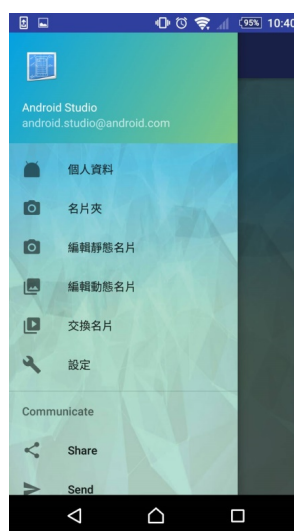 95% 10:40
Android Studio
android.studio@android.com
個人資料
名片夾
編輯靜態名片
編輯動態名片
交換名片
設定
Communicate
Share
Send